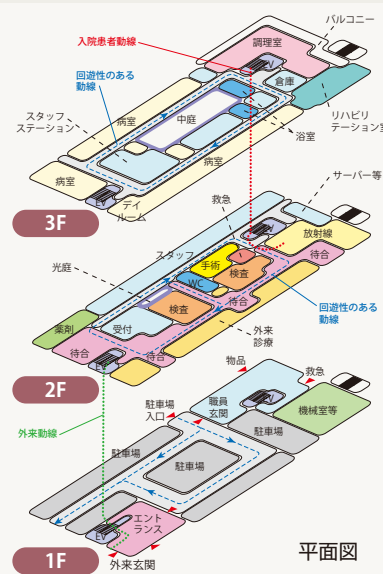 バルコニー
入院患者動線
調理室
EV
倉庫
回遊性のある
動線
病室
中庭
スタッフ
ステーション
リハビリ
テーション室
浴室
病室
病室
サーバー等
EV
デイ
ルーム
救急
3F
放射線
EV
スタッフ
手術
待合
光庭
検査
WC
回遊性のある
動線
待合
検査
薬剤
受付
外来
診療
待合
待合
物品
救急
EV
2F
駐車場
入口
職員
玄関
EV
機械室等
外来動線
駐車場
駐車場
駐車場
エント
ランス
EV
平面図
1F
外来玄関